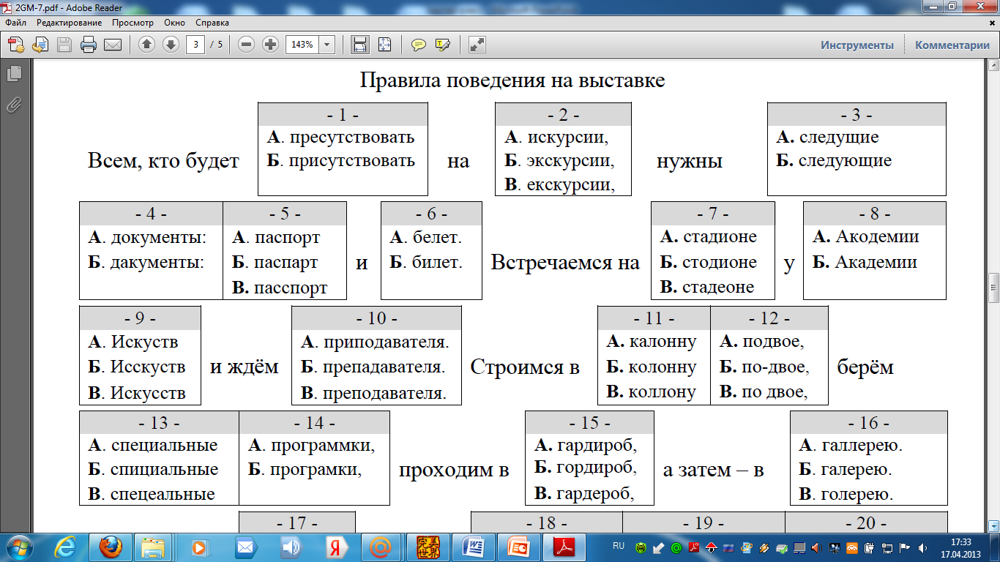 2GM-7.pdf - Adobe Reader
Файл Редактирование Просмотр Окно Справка
3 / 5 143% Инструменты Комментарии
Правила поведения на выставке
- 1 - - 2 - - 3 -
А. пресутствовать А. искурсии, А. следущие
Всем, кто будет Б. присутствовать на Б. экскурсии, нужны Б. следующие
В. екскурсии,
- 4 - - 5 - - 6 - - 7 - - 8 -
А. документы: А. паспорт А. белет. А. стадионе А. Акодемии
Б. дакументы: Б. паспарт и Б. билет. Встречаемся на Б. стодионе у Б. Академии
В. пасспорт В. стадеоне
- 9 - - 10 - - 11 - - 12 -
А. Искуств А. приподавателя. А. калонну А. подвое,
Б. Исскуств и ждём Б. препадавателя. Строимся в Б. колонну Б. по-двое, берём
В. Искусств В. преподавателя. В. коллону В. по двое,
- 13 - - 14 - - 15 - - 16 -
А. специальные А. программки, А. гардироб, А. галлерею.
Б. спициальные Б. програмки, проходим в Б. гордироб, а затем – в Б. галерею.
В. спецеальные В. гардероб, В. голерею.
- 17 - - 18 - - 19 - - 20 -
RU 17:33
17.04.2013